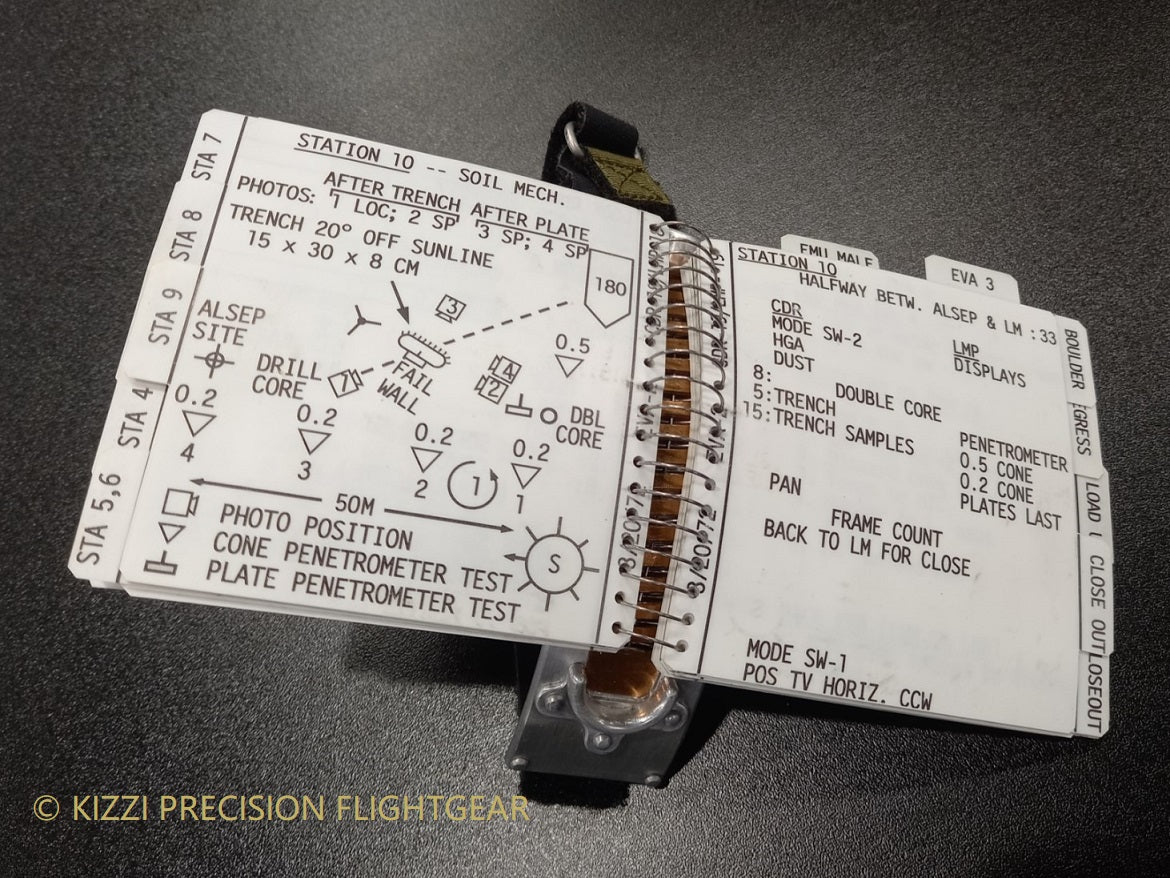 STA 7
STA 8
STA 9
STA 4
STA 5,6
STATION 10 -- SOIL MECH.
PHOTOS: AFTER TRENCH AFTER PLATE
1 LOC; 2 SP 3 SP; 4 SP
TRENCH 20° OFF SUNLINE
15 x 30 x 8 CM
180
3
ALSEP
SITE
0.5
DRILL
CORE
1
FAIL
WALL
4
2
DBL
CORE
0.2
0.2
0.2
0.2
4
3
2
1
1
50M
PHOTO POSITION
CONE PENETROMETER TEST
PLATE PENETROMETER TEST
S
3/20/72
3/20/72
EMU MALF
EVA 3
STATION 10
HALFWAY BETW. ALSEP & LM :33
CDR
MODE SW-2
HGA
DUST
LMP
DISPLAYS
8:
DOUBLE CORE
5:TRENCH
15:TRENCH SAMPLES
PENETROMETER
0.5 CONE
0.2 CONE
PLATES LAST
PAN
FRAME COUNT
BACK TO LM FOR CLOSE
MODE SW-1
POS TV HORIZ. CCW
BOULDER
EGRESS
LOAD
CLOSE OUT
CLOSEOUT
© KIZZI PRECISION FLIGHTGEAR